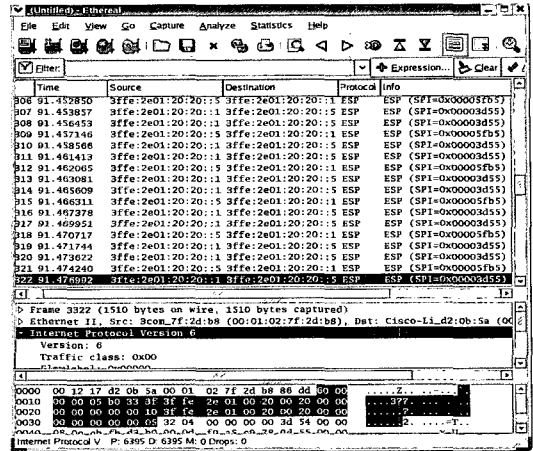 (Untitled) - Ethereal
File Edit View Go Capture Analyze Statistics Help
Filter: Expression... Clear
Time Source Destination Protocol Info
306 91.452850 3ffe:2e01:20:20::5 3ffe:2e01:20:20::1 ESP ESP (SPI=0x00005fb5)
307 91.453857 3ffe:2e01:20:20::1 3ffe:2e01:20:20::5 ESP ESP (SPI=0x00003d55)
308 91.456453 3ffe:2e01:20:20::1 3ffe:2e01:20:20::5 ESP ESP (SPI=0x00003d55)
309 91.457146 3ffe:2e01:20:20::5 3ffe:2e01:20:20::1 ESP ESP (SPI=0x00005fb5)
310 91.458566 3ffe:2e01:20:20::1 3ffe:2e01:20:20::5 ESP ESP (SPI=0x00003d55)
311 91.461413 3ffe:2e01:20:20::1 3ffe:2e01:20:20::5 ESP ESP (SPI=0x00003d55)
312 91.462065 3ffe:2e01:20:20::5 3ffe:2e01:20:20::1 ESP ESP (SPI=0x00005fb5)
313 91.463081 3ffe:2e01:20:20::1 3ffe:2e01:20:20::5 ESP ESP (SPI=0x00003d55)
314 91.465609 3ffe:2e01:20:20::1 3ffe:2e01:20:20::5 ESP ESP (SPI=0x00003d55)
315 91.466311 3ffe:2e01:20:20::5 3ffe:2e01:20:20::1 ESP ESP (SPI=0x00005fb5)
316 91.467378 3ffe:2e01:20:20::1 3ffe:2e01:20:20::5 ESP ESP (SPI=0x00003d55)
317 91.469951 3ffe:2e01:20:20::1 3ffe:2e01:20:20::5 ESP ESP (SPI=0x00003d55)
318 91.470717 3ffe:2e01:20:20::5 3ffe:2e01:20:20::1 ESP ESP (SPI=0x00005fb5)
319 91.471744 3ffe:2e01:20:20::1 3ffe:2e01:20:20::5 ESP ESP (SPI=0x00003d55)
320 91.473622 3ffe:2e01:20:20::1 3ffe:2e01:20:20::5 ESP ESP (SPI=0x00003d55)
321 91.474240 3ffe:2e01:20:20::5 3ffe:2e01:20:20::1 ESP ESP (SPI=0x00005fb5)
322 91.476992 3ffe:2e01:20:20::1 3ffe:2e01:20:20::5 ESP ESP (SPI=0x00003d55)
Frame 3322 (1510 bytes on wire, 1510 bytes captured)
Ethernet II, Src: 3com_7f:2d:b8 (00:01:02:7f:2d:b8), Dst: Cisco-Li_d2:0b:5a (00
Internet Protocol Version 6
Version: 6
Traffic class: 0x00
0000 00 12 17 d2 0b 5a 00 01 02 7f 2d b8 86 dd 60 00
0010 00 00 05 b0 33 3f 3f fe 2e 01 00 20 00 20 00 00
0020 00 00 00 00 00 10 3f fe 2e 01 00 20 00 20 00 00
0030 00 00 00 00 00 05 32 04 00 00 00 00 3d 54 00 00
Internet Protocol V P: 6395 D: 6395 M: 0 Drops: 0